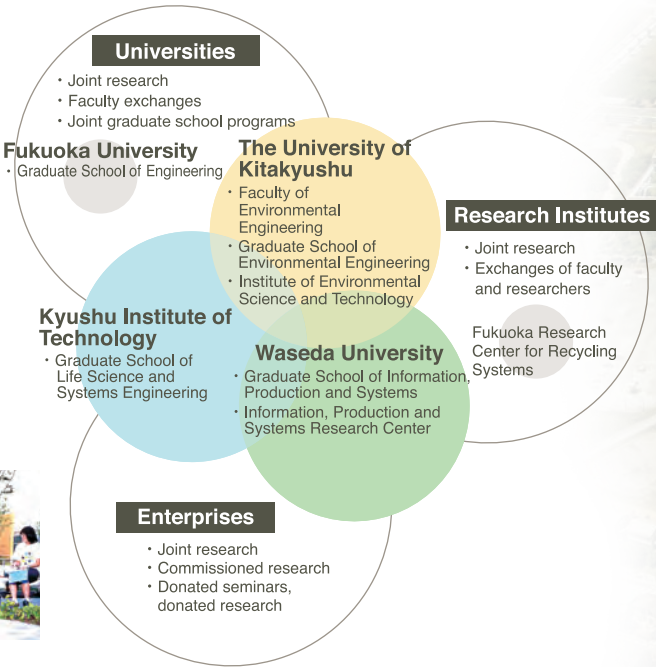 Universities
・Joint research
・Faculty exchanges
・Joint graduate school programs
Fukuoka University
・Graduate School of Engineering
The University of
Kitakyushu
・Faculty of
Environmental
Engineering
・Graduate School of
Environmental Engineering
・Institute of Environmental
Science and Technology
Research Institutes
・Joint research
・Exchanges of faculty
and researchers
Fukuoka Research
Center for Recycling
Systems
Kyushu Institute of
Technology
・Graduate School of
Life Science and
Systems Engineering
Waseda University
・Graduate School of Information,
Production and Systems
・Information, Production and
Systems Research Center
Enterprises
・Joint research
・Commissioned research
・Donated seminars,
donated research